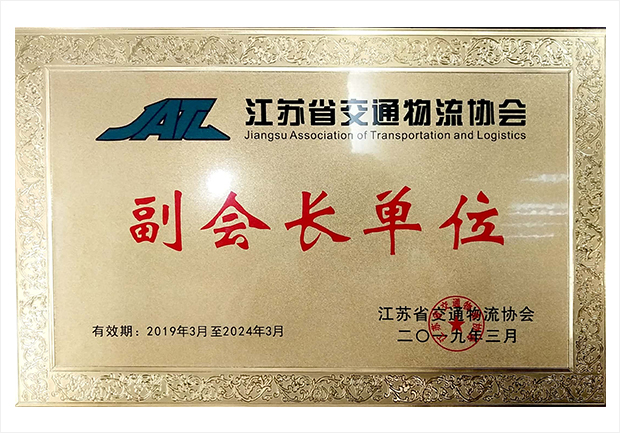 JATL 江苏省交通物流协会
Jiangsu Association of Transportation and Logistics
副会长单位
江苏省交通物流协会
有效期：2019年3月至2024年3月
二〇一九年三月